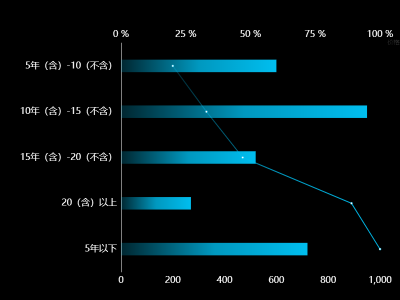 0 % 25 % 50 % 75 % 100 %
5年（含）-10（不含）
10年（含）-15（不含）
15年（含）-20（不含）
20（含）以上
5年以下
0 200 400 600 800 1,000